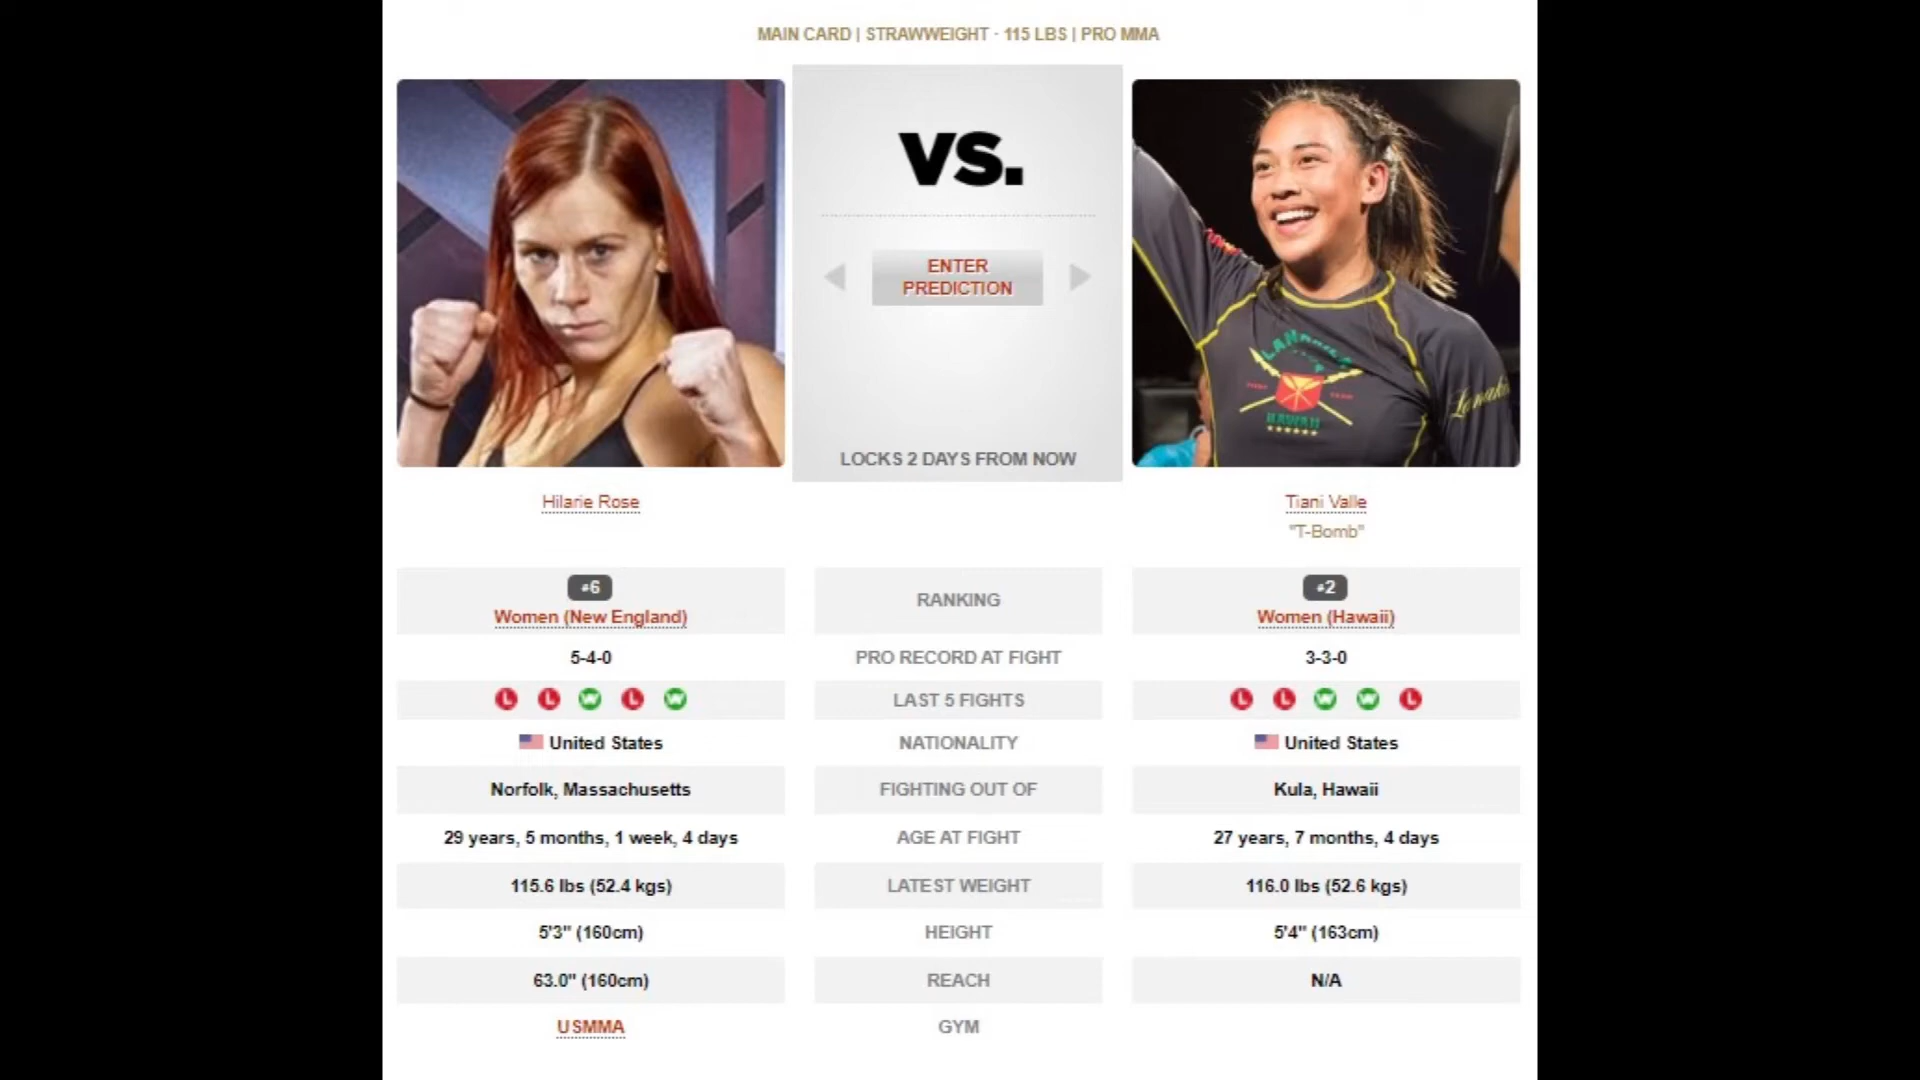 MAIN CARD | STRAWWEIGHT · 115 LBS | PRO MMA
VS.
ENTER
PREDICTION
LOCKS 2 DAYS FROM NOW
HAWAII
Hilarie Rose
Tiani Valle
"T-Bomb"
#6 RANKING #2
Women (New England) Women (Hawaii)
5-4-0 PRO RECORD AT FIGHT 3-3-0
L L W L W LAST 5 FIGHTS L L W W L
United States NATIONALITY United States
Norfolk, Massachusetts FIGHTING OUT OF Kula, Hawaii
29 years, 5 months, 1 week, 4 days AGE AT FIGHT 27 years, 7 months, 4 days
115.6 lbs (52.4 kgs) LATEST WEIGHT 116.0 lbs (52.6 kgs)
5'3" (160cm) HEIGHT 5'4" (163cm)
63.0" (160cm) REACH N/A
USMMA GYM